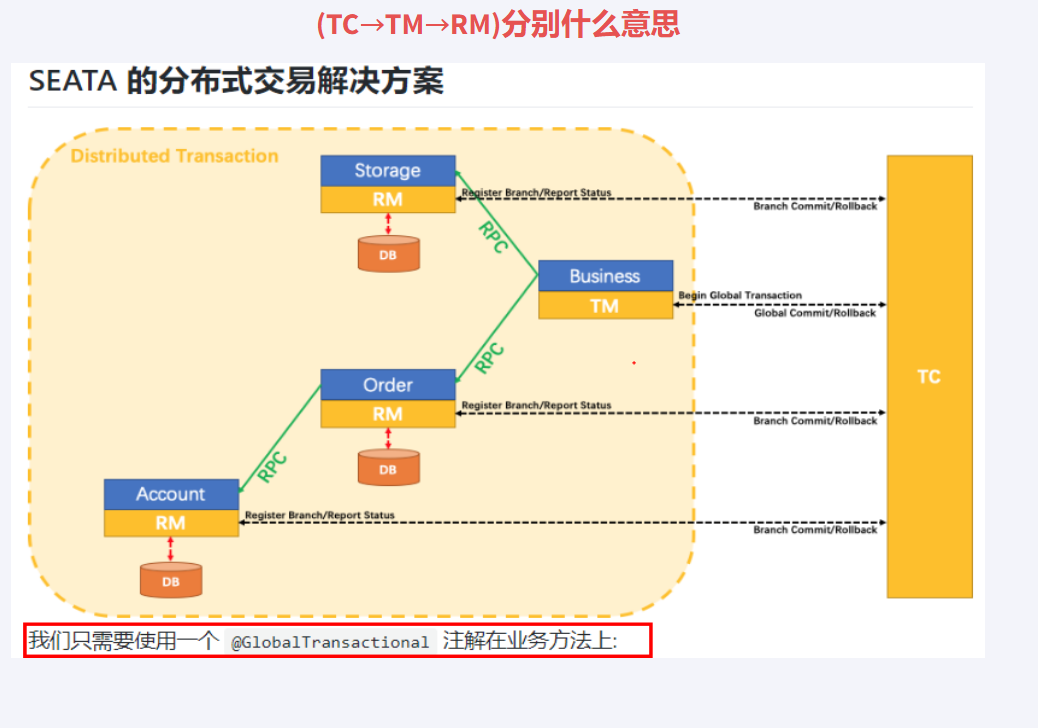 (TC→TM→RM)分别什么意思
SEATA 的分布式交易解决方案
Distributed Transaction
Storage
RM
DB
Register Branch/Report Status
Branch Commit/Rollback
RPC
Business
TM
Begin Global Transaction
Global Commit/Rollback
TC
RPC
Order
RM
DB
Register Branch/Report Status
Branch Commit/Rollback
RPC
Account
RM
DB
Register Branch/Report Status
Branch Commit/Rollback
我们只需要使用一个 @GlobalTransactional 注解在业务方法上: